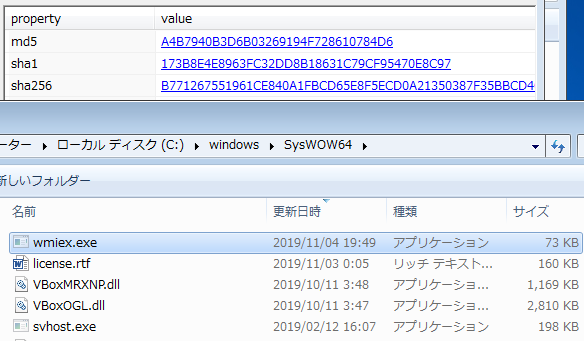 property value
md5 A4B7940B3D6B03269194F728610784D6
sha1 173B8E4E8963FC32DD8B18631C79CF95470E8C97
sha256 B771267551961CE840A1FBCD65E8F5ECD0A21350387F35BBCD4
ーター ▸ ローカル ディスク (C:) ▸ windows ▸ SysWOW64 ▸
新しいフォルダー
名前 更新日時 種類 サイズ
wmiex.exe 2019/11/04 19:49 アプリケーション 73 KB
license.rtf 2019/11/03 0:05 リッチ テキスト... 160 KB
VBoxMRXNP.dll 2019/10/11 3:48 アプリケーション... 1,169 KB
VBoxOGL.dll 2019/10/11 3:47 アプリケーション... 2,810 KB
svhost.exe 2019/02/12 16:07 アプリケーション 198 KB